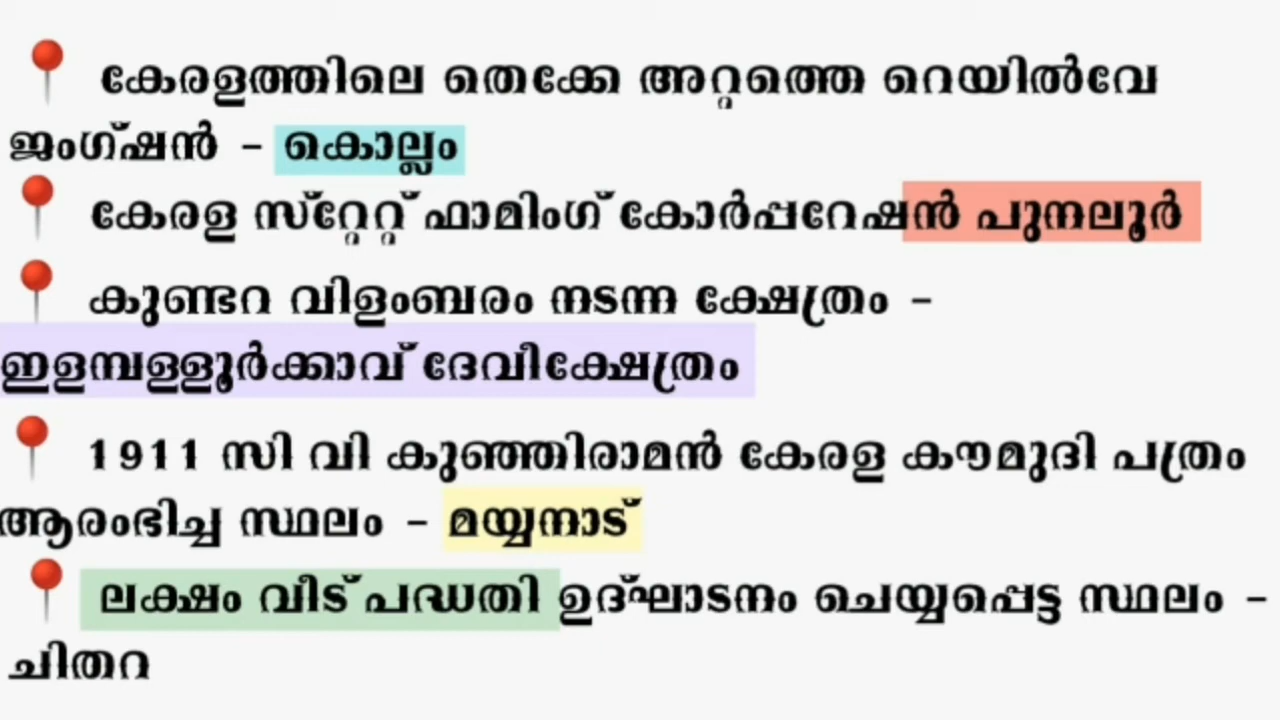 കേരളത്തിലെ തെക്കേ അറ്റത്തെ റെയിൽവേ
ജംഗ്ഷൻ - കൊല്ലം
കേരള സ്റ്റേറ്റ് ഫാമിംഗ് കോർപ്പറേഷൻ പുനലൂർ
കുണ്ടറ വിളംബരം നടന്ന ക്ഷേത്രം -
ഇളമ്പള്ളൂർക്കാവ് ദേവീക്ഷേത്രം
1911 സി വി കുഞ്ഞിരാമൻ കേരള കൗമുദി പത്രം
ആരംഭിച്ച സ്ഥലം - മയ്യനാട്
ലക്ഷം വീട് പദ്ധതി ഉദ്ഘാടനം ചെയ്യപ്പെട്ട സ്ഥലം -
ചിതറ